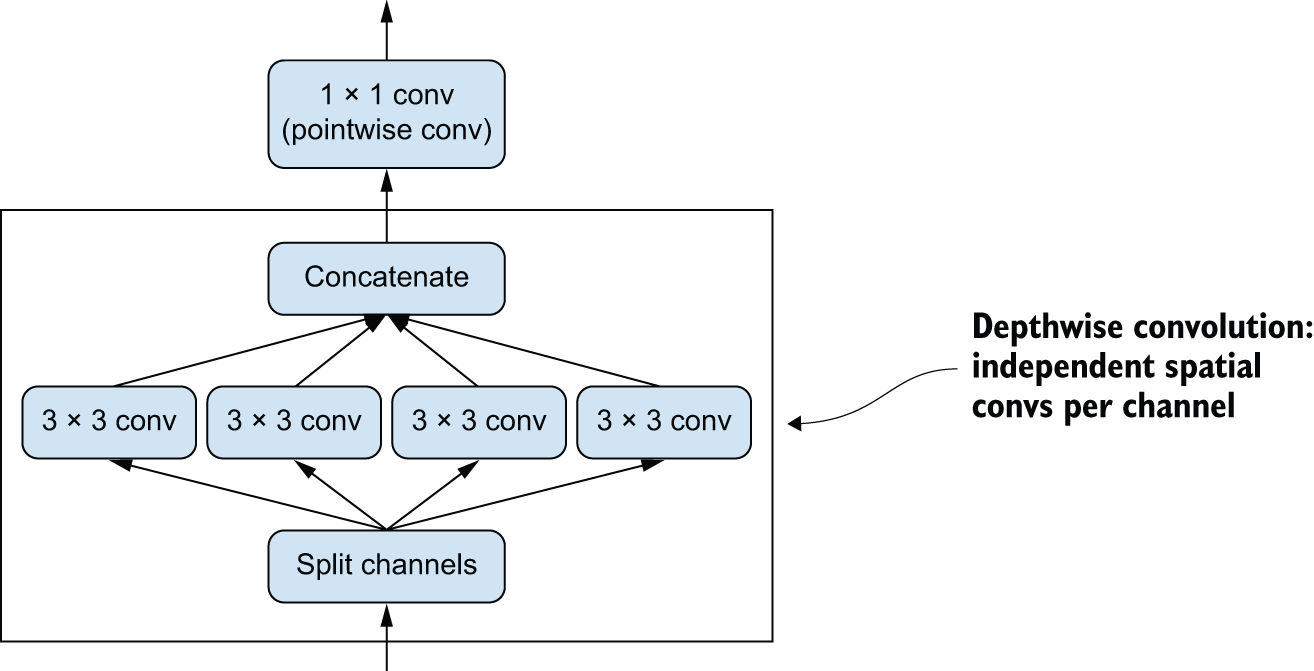 1 × 1 conv
(pointwise conv)
Concatenate
3 × 3 conv
3 × 3 conv
3 × 3 conv
3 × 3 conv
Split channels
Depthwise convolution:
independent spatial
convs per channel